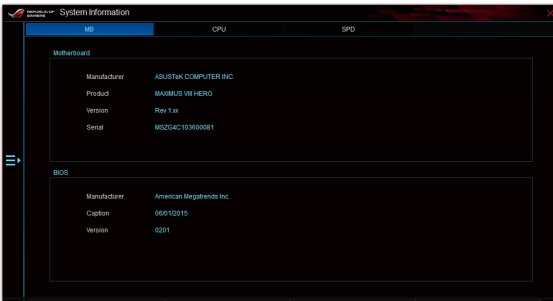 REPUBLIC OF GAMERS System Information
MB CPU SPD
Motherboard
Manufacturer ASUSTeK COMPUTER INC.
Product MAXIMUS VIII HERO
Version Rev 1.xx
Serial MSZG4C103600081
BIOS
Manufacturer American Megatrends Inc.
Caption 06/01/2015
Version 0201